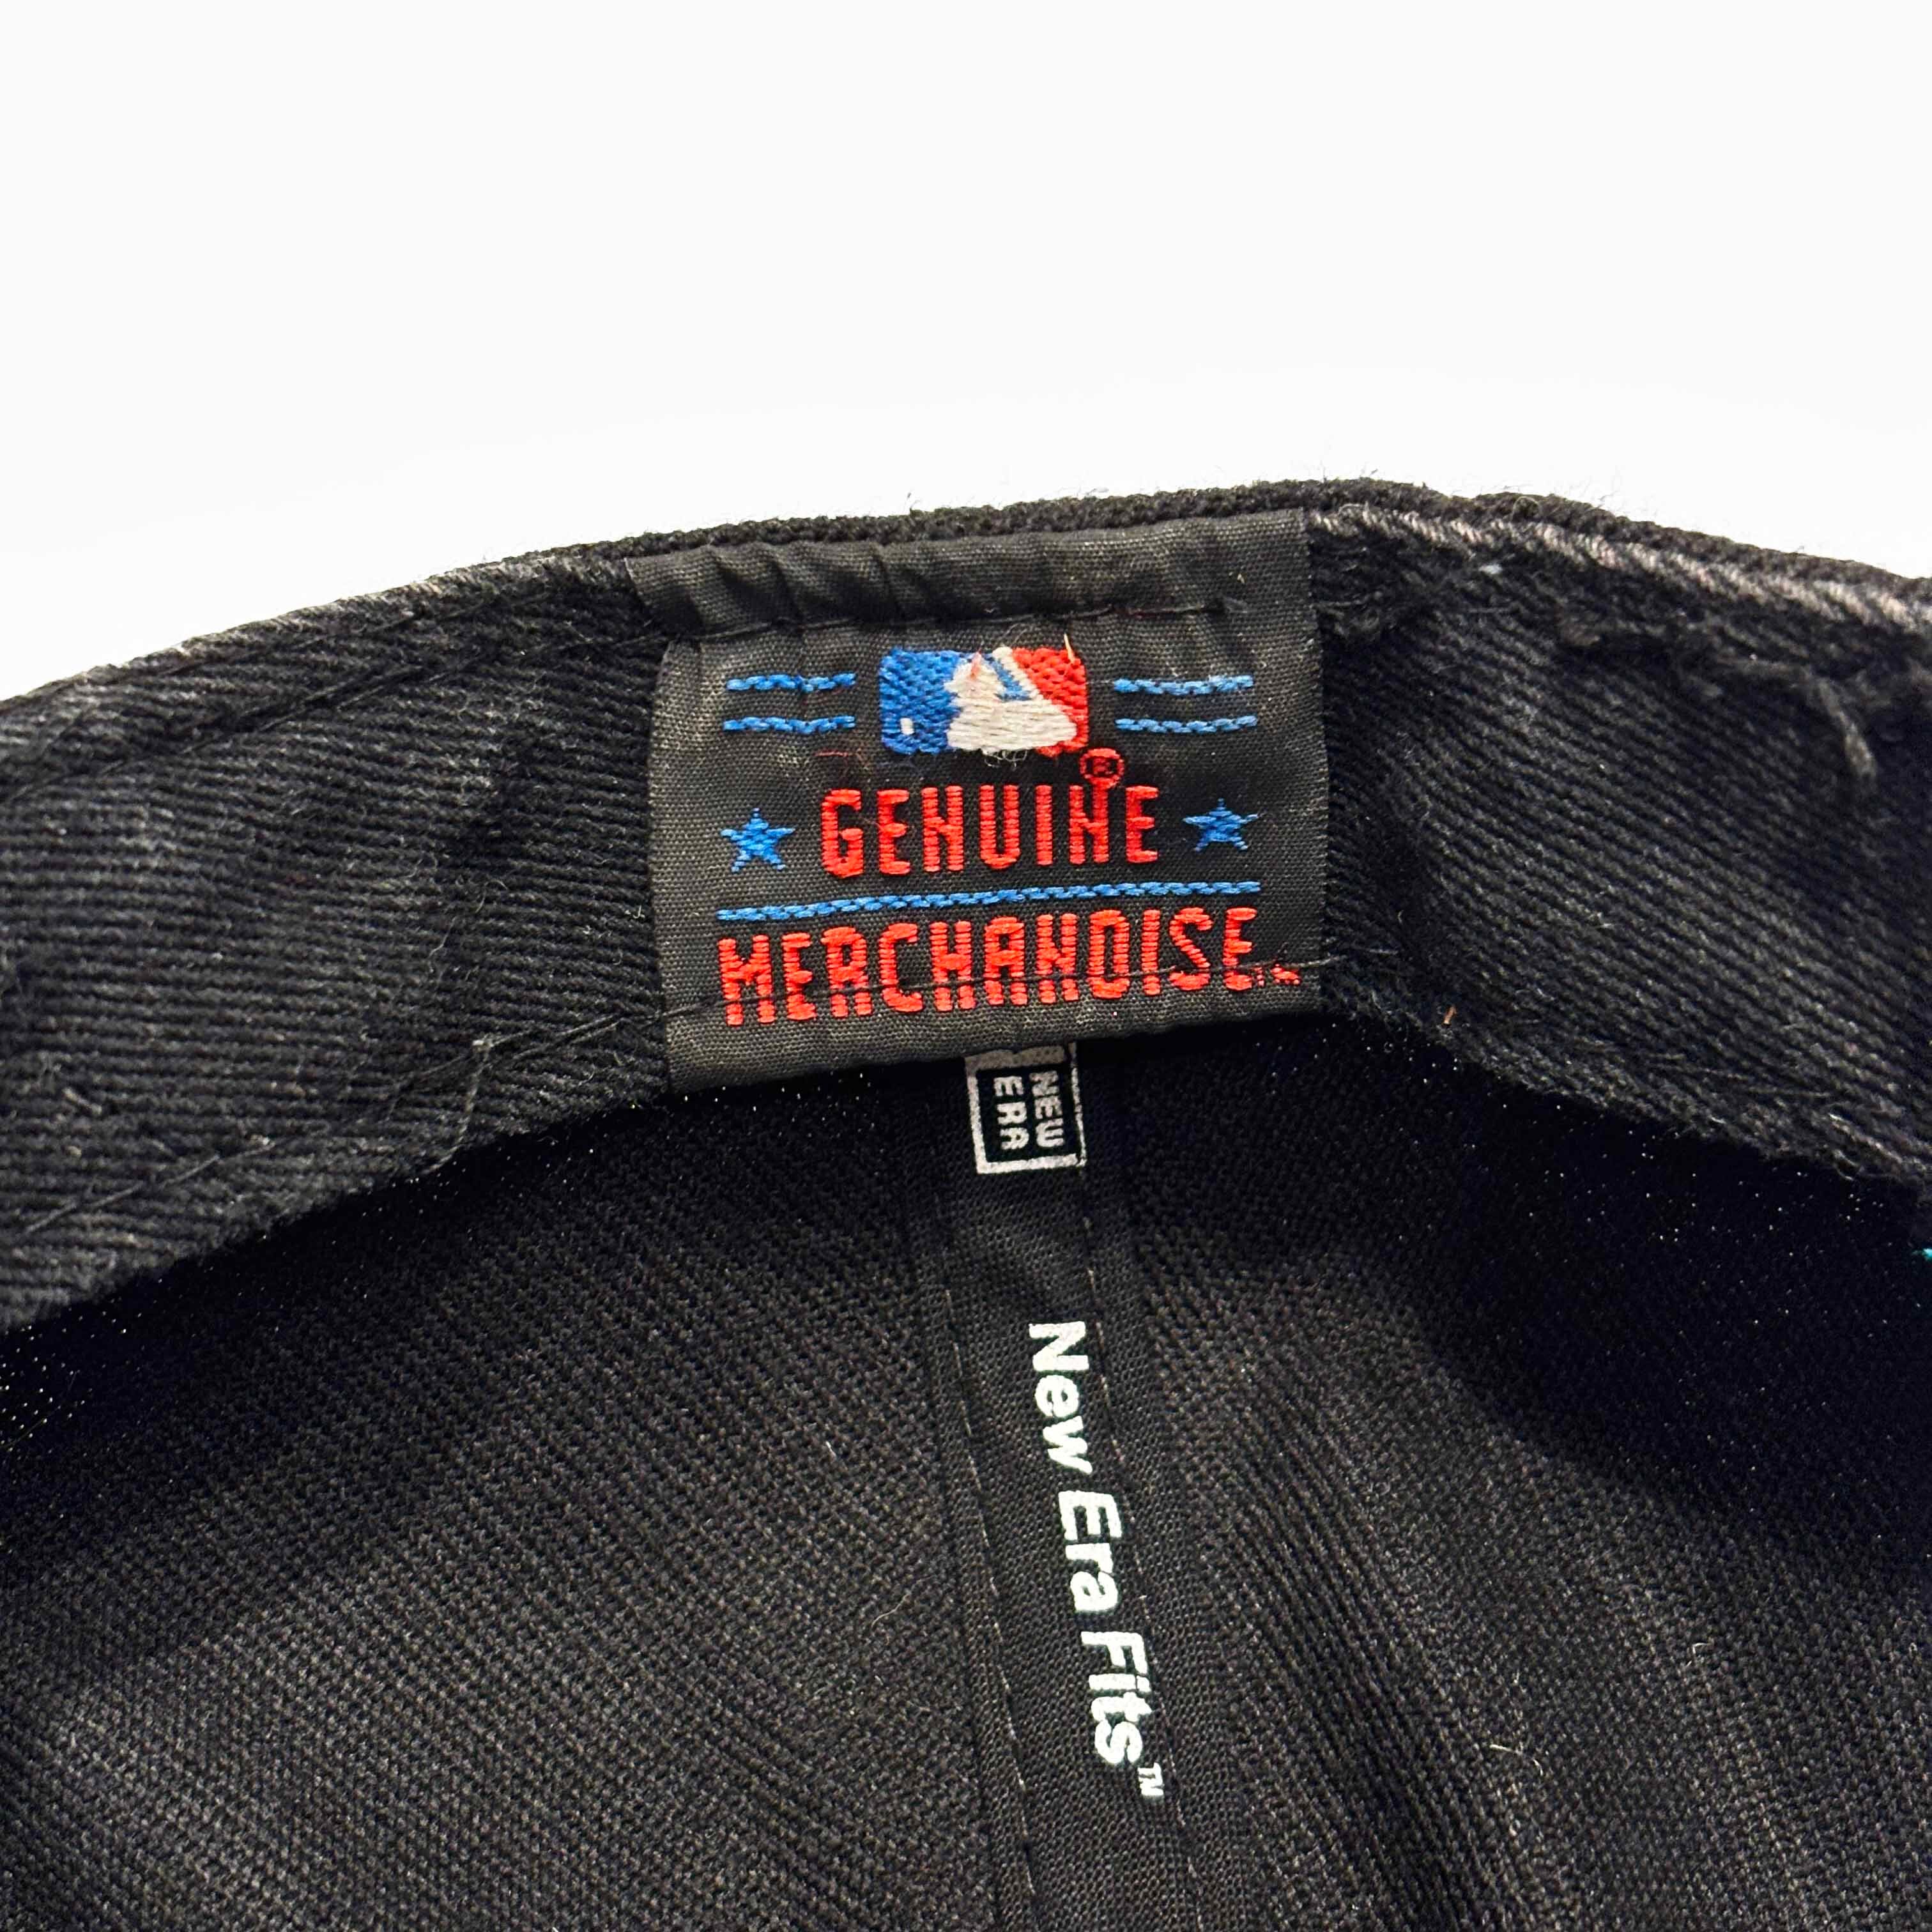 ®
GENUINE
MERCHANDISE
NEW
ERA
New Era Fits™